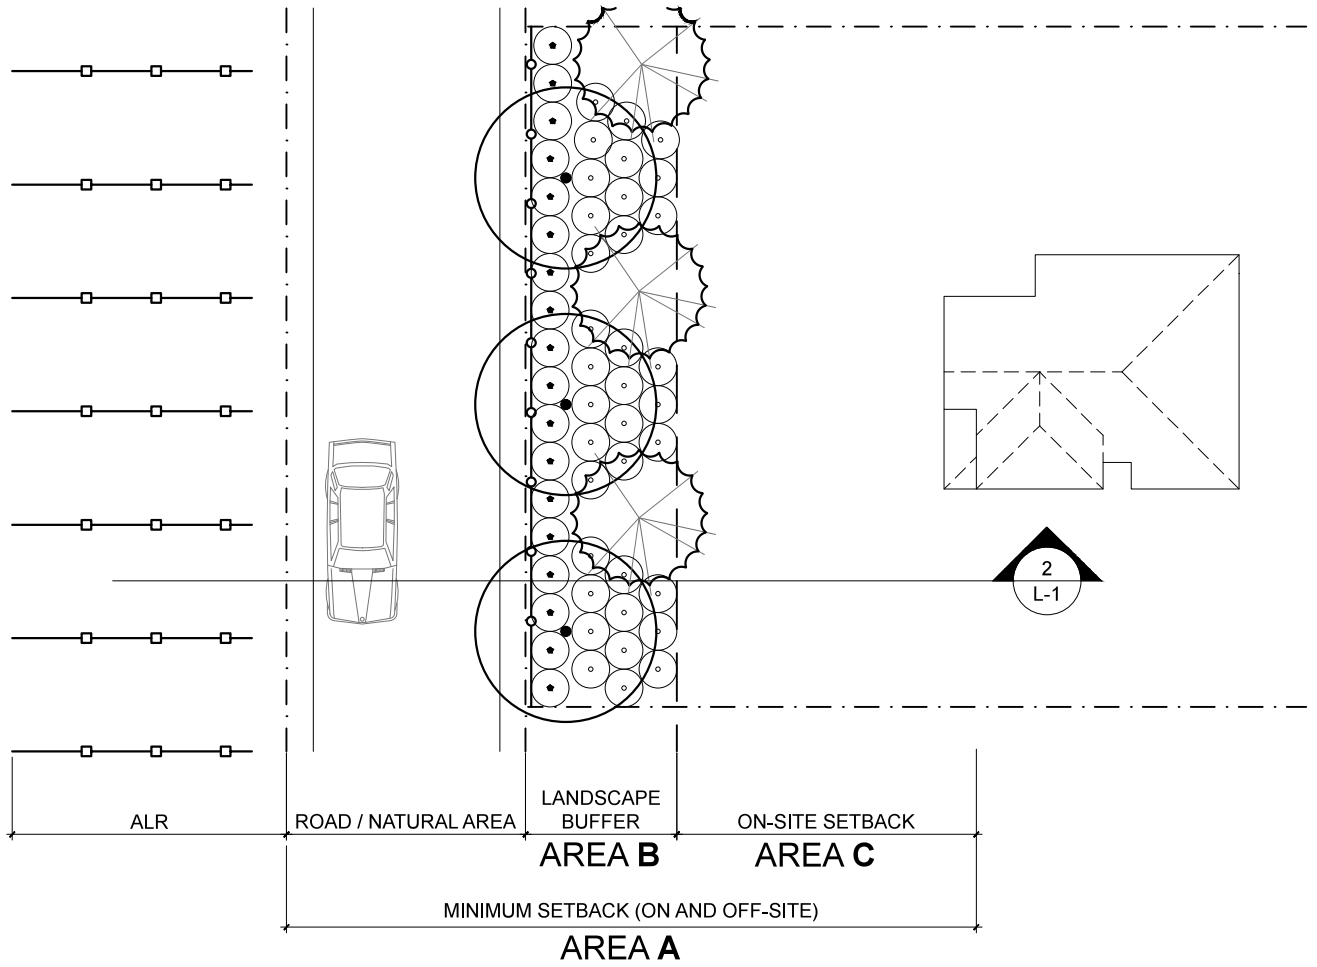 2
L-1
ALR
ROAD / NATURAL AREA
LANDSCAPE
BUFFER
AREA B
ON-SITE SETBACK
AREA C
MINIMUM SETBACK (ON AND OFF-SITE)
AREA A